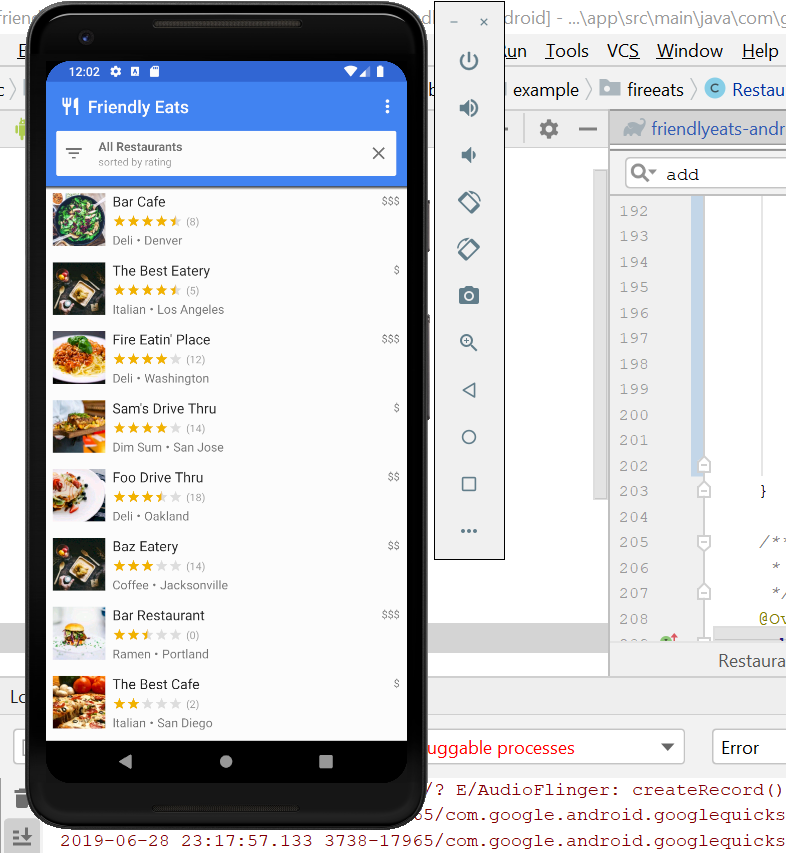 friend
droid] - ...\app\src\main\java\com\g
Run Tools VCS Window Help
example fireeats Restau
friendlyeats-andr
add
12:02
Friendly Eats
All Restaurants
sorted by rating
Bar Cafe $$$
(8)
Deli • Denver
The Best Eatery $
(5)
Italian • Los Angeles
Fire Eatin' Place $$$
(12)
Deli • Washington
Sam's Drive Thru $
(14)
Dim Sum • San Jose
Foo Drive Thru $$
(18)
Deli • Oakland
Baz Eatery $$
(14)
Coffee • Jacksonville
Bar Restaurant $$$
(0)
Ramen • Portland
The Best Cafe $
(2)
Italian • San Diego
192
193
194
195
196
197
198
199
200
201
202
203 }
204
205 /**
206 *
207 */
208 @Ov
Restaura
Lo
uggable processes Error
/? E/AudioFlinger: createRecord()
65/com.google.android.googlequicks
2019-06-28 23:17:57.133 3738-17965/com.google.android.googlequicks